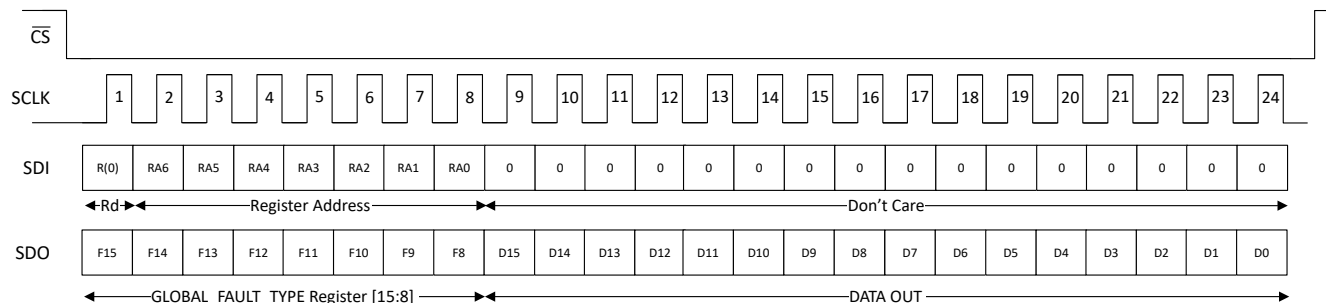 CS
SCLK 1 2 3 4 5 6 7 8 9 10 11 12 13 14 15 16 17 18 19 20 21 22 23 24
SDI R(0) RA6 RA5 RA4 RA3 RA2 RA1 RA0 0 0 0 0 0 0 0 0 0 0 0 0 0 0 0 0
Rd Register Address Don't Care
SDO F15 F14 F13 F12 F11 F10 F9 F8 D15 D14 D13 D12 D11 D10 D9 D8 D7 D6 D5 D4 D3 D2 D1 D0
GLOBAL_FAULT_TYPE Register [15:8] DATA OUT